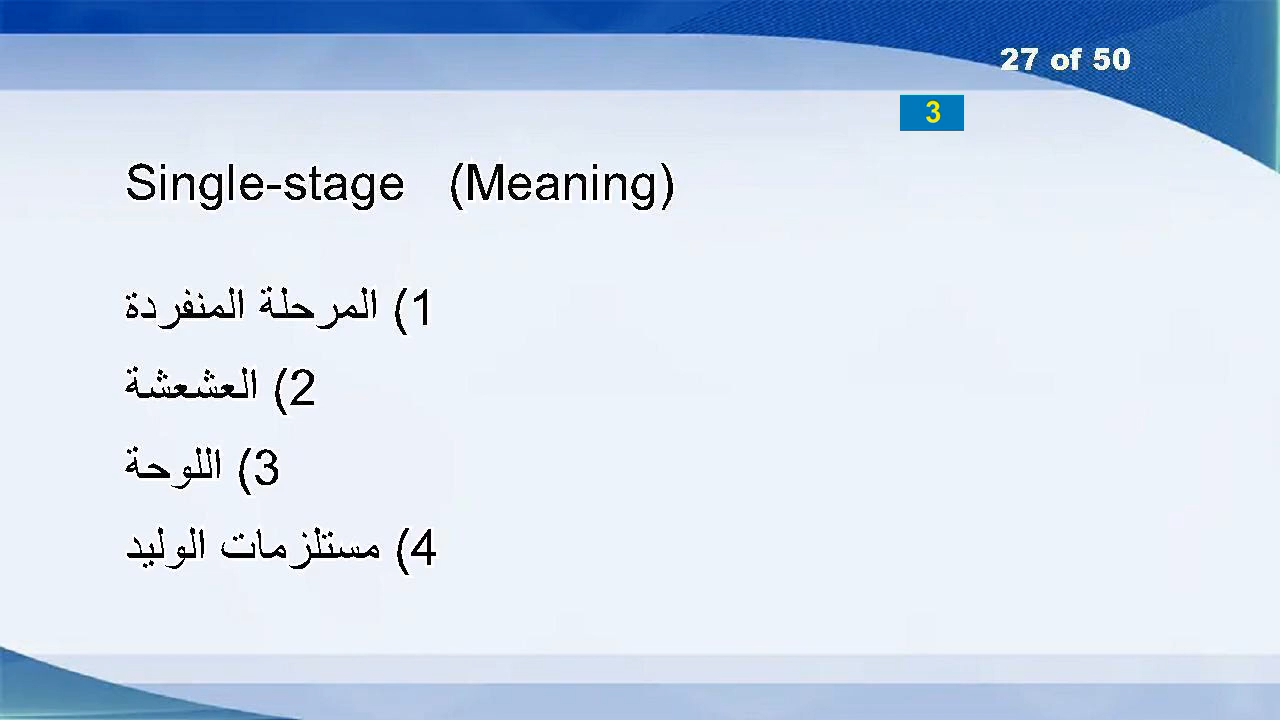 27 of 50
3
Single-stage (Meaning)
1) المرحلة المنفردة
2) العشعشة
3) اللوحة
4) مستلزمات الوليد